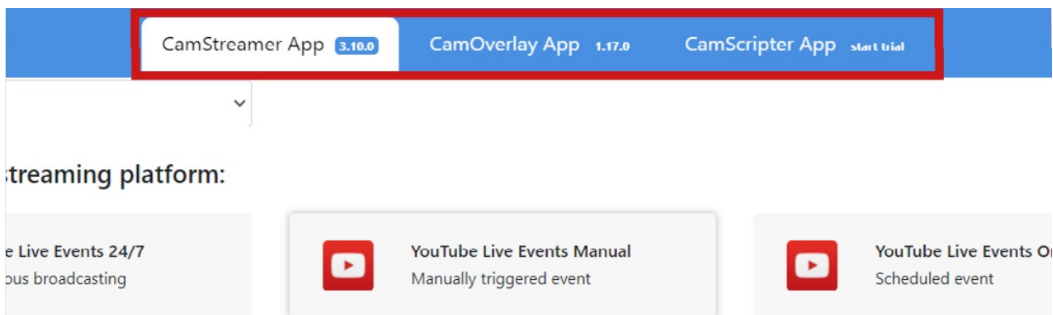 CamStreamer App 3.10.0 CamOverlay App 1.17.0 CamScripter App start trial
streaming platform:
e Live Events 24/7
ous broadcasting
YouTube Live Events Manual
Manually triggered event
YouTube Live Events O
Scheduled event